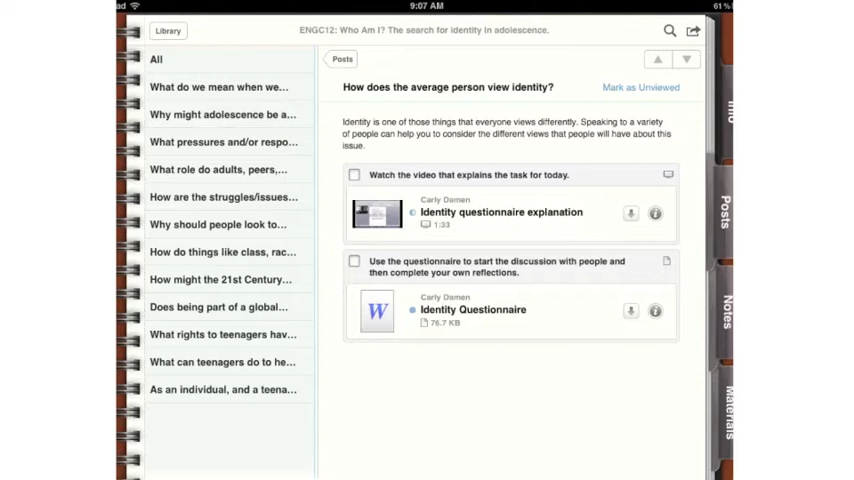 ad 9:07 AM 61%
Library ENGC12: Who Am I? The search for identity in adolescence.
All
What do we mean when we...
Why might adolescence be a...
What pressures and/or respo...
What role do adults, peers,...
How are the struggles/issues...
Why should people look to...
How do things like class, rac...
How might the 21st Century...
Does being part of a global...
What rights to teenagers hav...
What can teenagers do to he...
As an individual, and a teena...
Posts
How does the average person view identity? Mark as Unviewed
Identity is one of those things that everyone views differently. Speaking to a variety
of people can help you to consider the different views that people will have about this
issue.
Watch the video that explains the task for today.
Carly Damen
Identity questionnaire explanation
1:33
Use the questionnaire to start the discussion with people and
then complete your own reflections.
W
Carly Damen
Identity Questionnaire
76.7 KB
Info
Posts
Notes
Materials